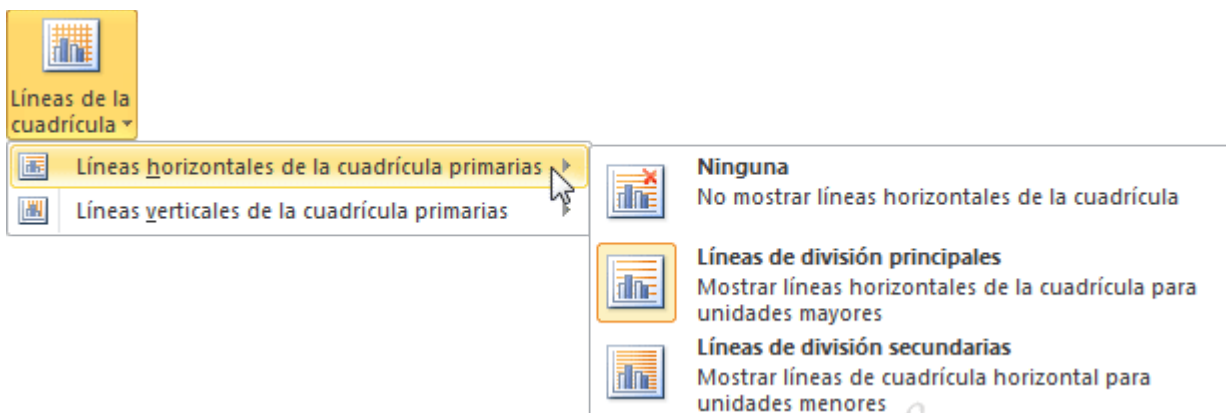 Líneas de la
cuadrícula
Líneas horizontales de la cuadrícula primarias
Líneas verticales de la cuadrícula primarias
Ninguna
No mostrar líneas horizontales de la cuadrícula
Líneas de división principales
Mostrar líneas horizontales de la cuadrícula para
unidades mayores
Líneas de división secundarias
Mostrar líneas de cuadrícula horizontal para
unidades menores